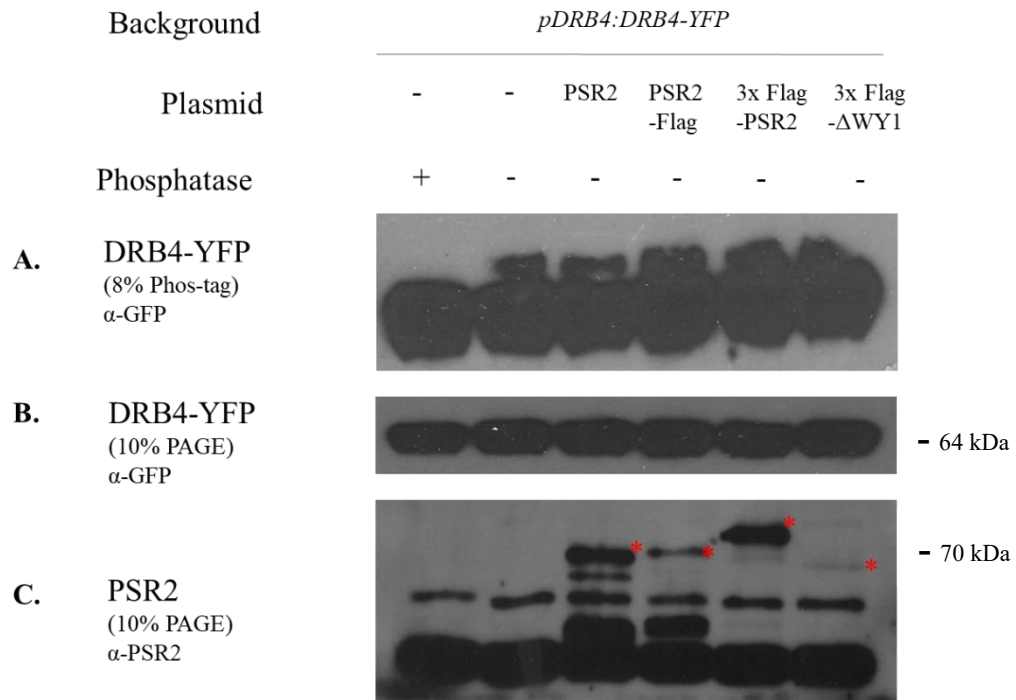 Background
pDRB4:DRB4-YFP
Plasmid
- - PSR2 PSR2 3x Flag 3x Flag
-Flag -PSR2 -ΔWY1
Phosphatase
+ - - - - -
A.
DRB4-YFP
(8% Phos-tag)
α-GFP
B.
DRB4-YFP
(10% PAGE)
α-GFP
- 64 kDa
- 70 kDa
C.
PSR2
(10% PAGE)
α-PSR2
* * * *